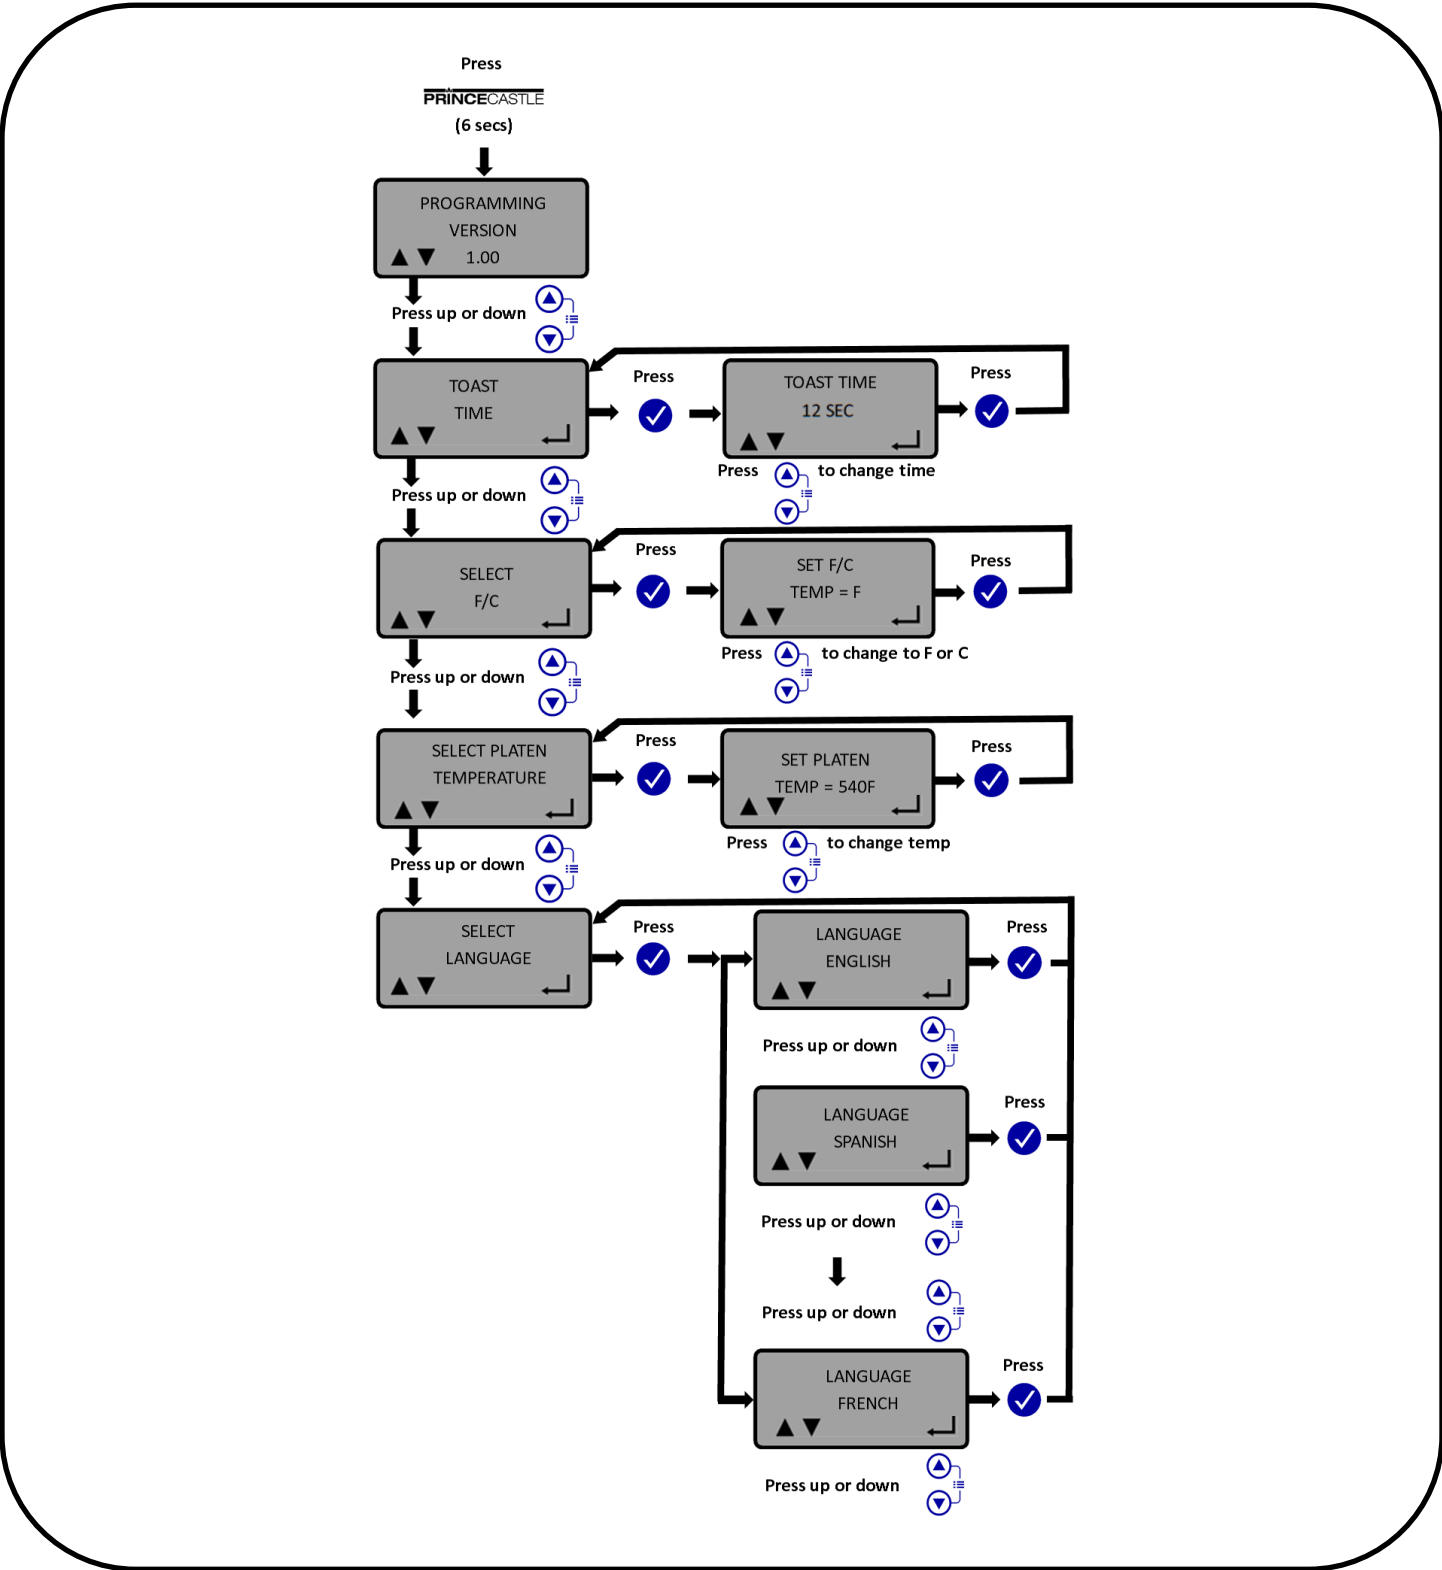 Press
PRINCECASTLE
(6 secs)
PROGRAMMING
VERSION
1.00
Press up or down
TOAST
TIME
Press
TOAST TIME
12 SEC
Press
Press to change time
Press up or down
SELECT
F/C
Press
SET F/C
TEMP = F
Press
Press to change to F or C
Press up or down
SELECT PLATEN
TEMPERATURE
Press
SET PLATEN
TEMP = 540F
Press
Press to change temp
Press up or down
SELECT
LANGUAGE
Press
LANGUAGE
ENGLISH
Press
Press up or down
LANGUAGE
SPANISH
Press
Press up or down
Press up or down
LANGUAGE
FRENCH
Press
Press up or down